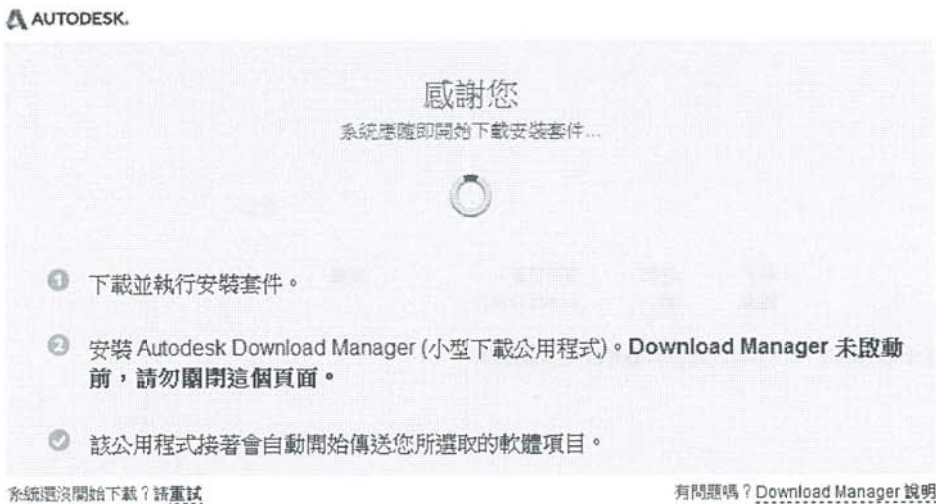 AUTODESK.
感謝您
系統應隨即開始下載安裝套件...
1 下載並執行安裝套件。
2 安裝 Autodesk Download Manager (小型下載公用程式)。Download Manager 未啟動
前，請勿關閉這個頁面。
該公用程式接著會自動開始傳送您所選取的軟體項目。
系統還沒開始下載？請重試
有問題嗎？Download Manager 說明